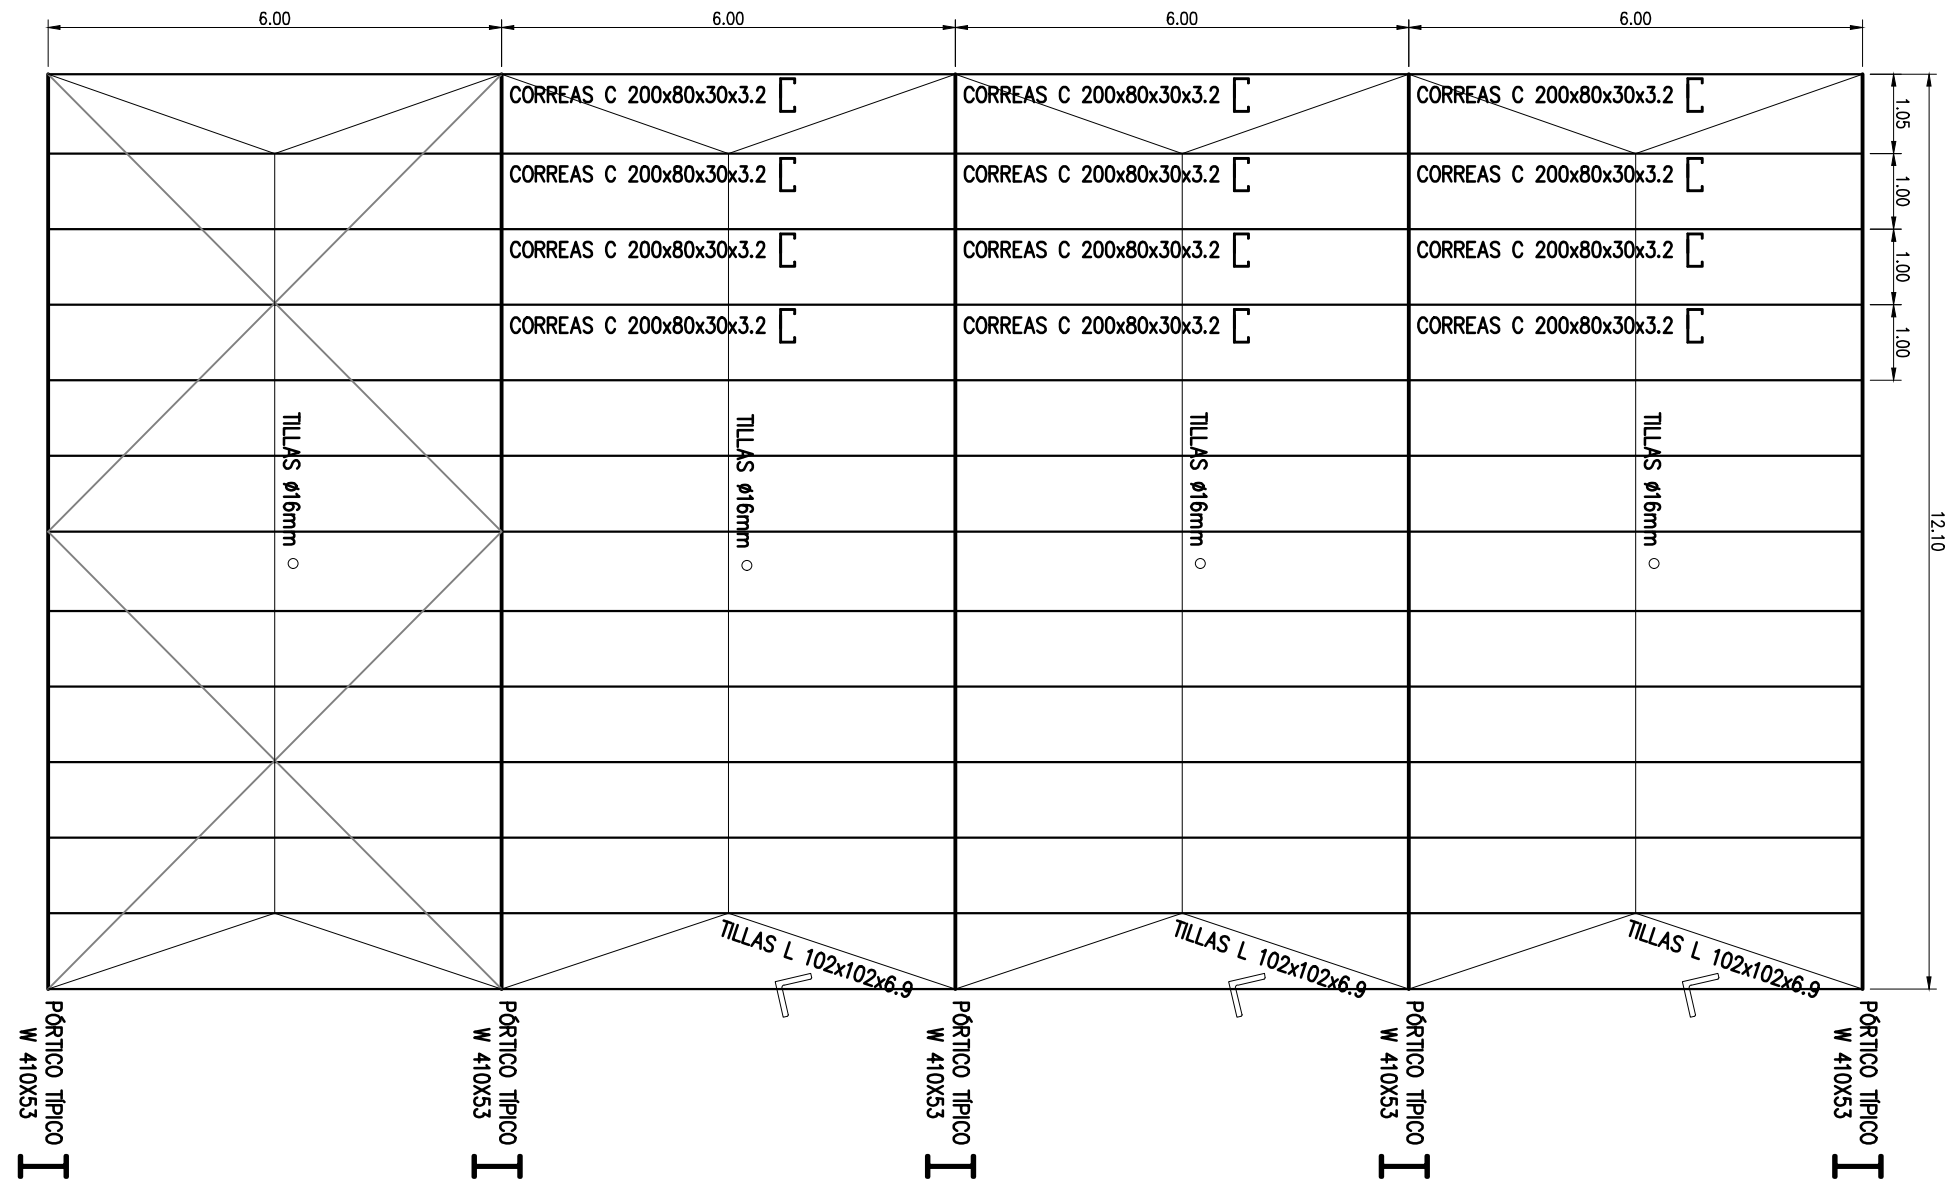 6.00
6.00
6.00
6.00
CORREAS C 200x80x30x3.2
CORREAS C 200x80x30x3.2
CORREAS C 200x80x30x3.2
1.05
CORREAS C 200x80x30x3.2
CORREAS C 200x80x30x3.2
CORREAS C 200x80x30x3.2
1.00
CORREAS C 200x80x30x3.2
CORREAS C 200x80x30x3.2
CORREAS C 200x80x30x3.2
1.00
CORREAS C 200x80x30x3.2
CORREAS C 200x80x30x3.2
CORREAS C 200x80x30x3.2
1.00
TILLAS ø16mm
TILLAS ø16mm
TILLAS ø16mm
TILLAS ø16mm
12.10
TILLAS L 102x102x6.9
TILLAS L 102x102x6.9
TILLAS L 102x102x6.9
PÓRTICO TÍPICO
W 410X53
PÓRTICO TÍPICO
W 410X53
PÓRTICO TÍPICO
W 410X53
PÓRTICO TÍPICO
W 410X53
PÓRTICO TÍPICO
W 410X53